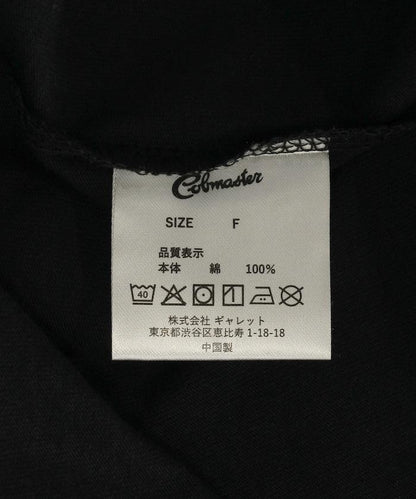 Cobmaster
SIZE F
品質表示
本体 綿 100%
40
株式会社 ギャレット
東京都渋谷区恵比寿 1-18-18
中国製